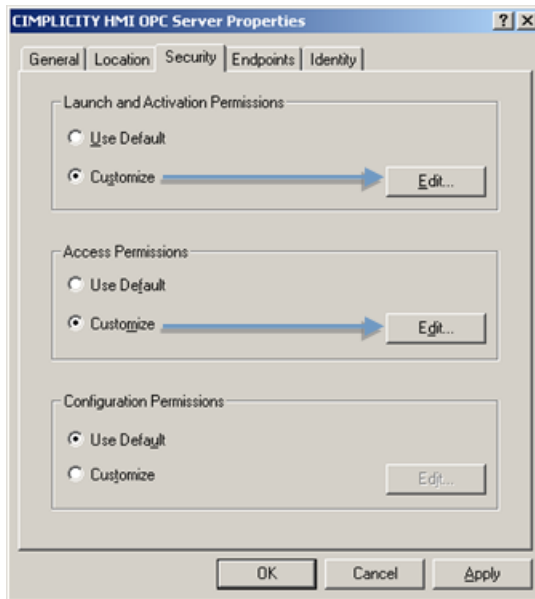 CIMPLICITY HMI OPC Server Properties
General Location Security Endpoints Identity
Launch and Activation Permissions
Use Default
Customize Edit...
Access Permissions
Use Default
Customize Edit...
Configuration Permissions
Use Default
Customize Edit...
OK Cancel Apply